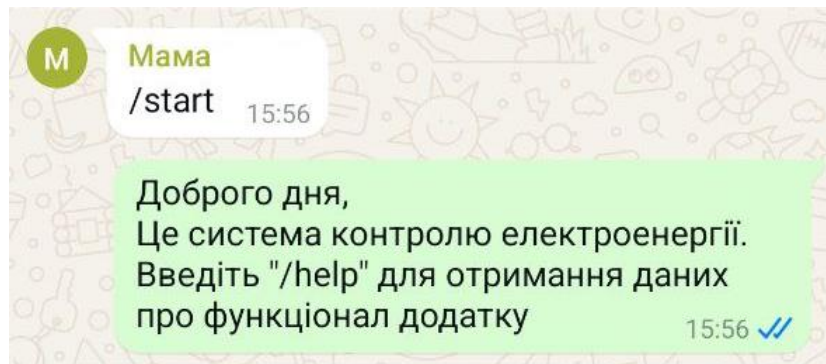 М
Мама
/start
15:56
Доброго дня,
Це система контролю електроенергії.
Введіть "/help" для отримання даних
про функціонал додатку
15:56